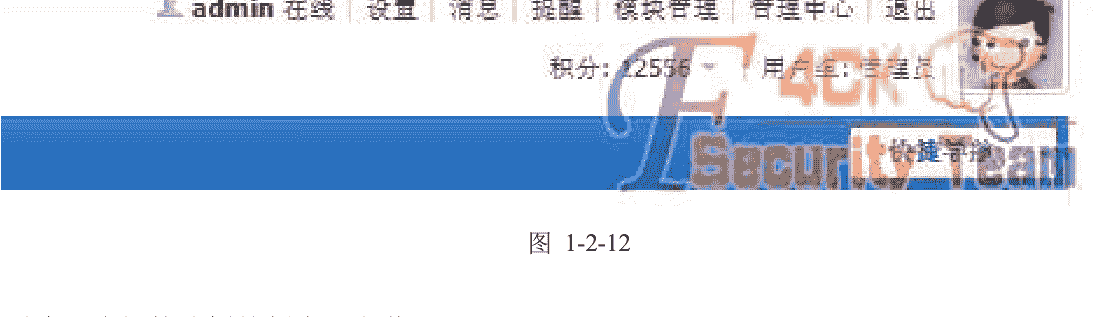 admin 在线 设置 消息 提醒 模块管理 管理中心 退出
积分: 12556 用户组: 管理员
F4CK
Security Team
快捷导航
图 1-2-12